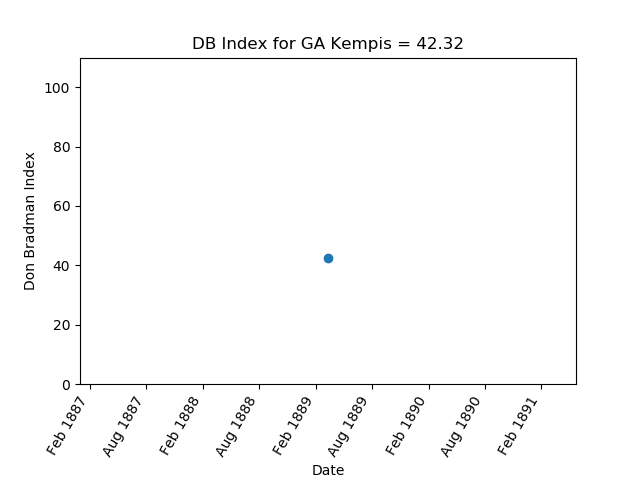 DB Index for GA Kempis = 42.32
100
80
60
40
20
0
Don Bradman Index
Feb 1887
Aug 1887
Feb 1888
Aug 1888
Feb 1889
Aug 1889
Feb 1890
Aug 1890
Feb 1891
Date